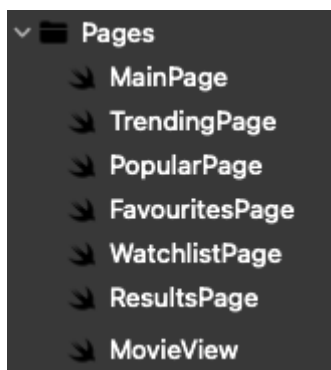 Pages
MainPage
TrendingPage
PopularPage
FavouritesPage
WatchlistPage
ResultsPage
MovieView